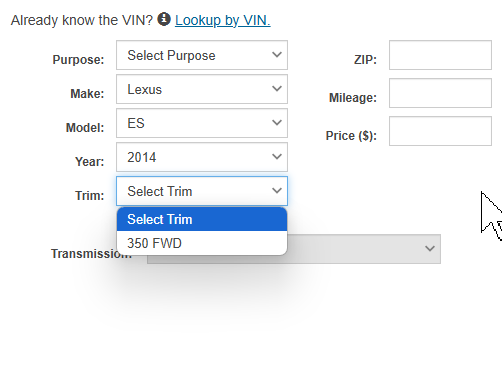 Already know the VIN? Lookup by VIN.
Purpose: Select Purpose
ZIP:
Make: Lexus
Mileage:
Model: ES
Price ($):
Year: 2014
Trim: Select Trim
Select Trim
350 FWD
Transmission: